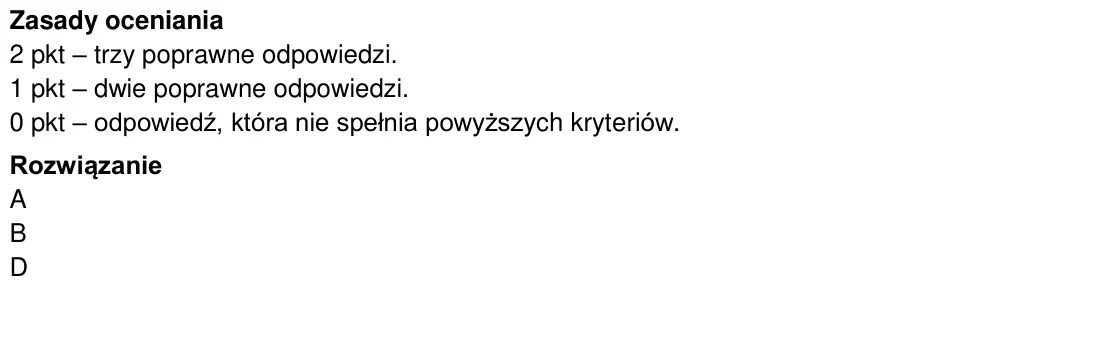 Zasady oceniania
2 pkt – trzy poprawne odpowiedzi.
1 pkt – dwie poprawne odpowiedzi.
0 pkt – odpowiedź, która nie spełnia powyższych kryteriów.
Rozwiązanie
A
B
D